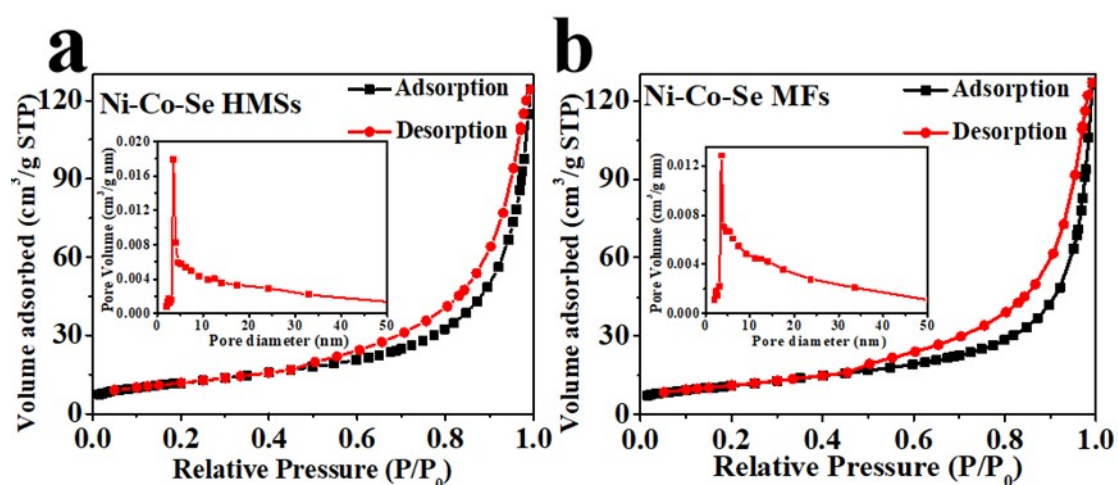 a
Ni-Co-Se HMSs
Adsorption
Desorption
Volume adsorbed (cm³/g STP)
120
90
60
30
0
0.0 0.2 0.4 0.6 0.8 1.0
Relative Pressure (P/P₀)
Pore Volume (cm³/g nm)
0.020
0.016
0.012
0.008
0.004
0.000
0 10 20 30 40 50
Pore diameter (nm)
b
Ni-Co-Se MFs
Adsorption
Desorption
Volume adsorbed (cm³/g STP)
120
90
60
30
0
0.0 0.2 0.4 0.6 0.8 1.0
Relative Pressure (P/P₀)
Pore Volume (cm³/g nm)
0.012
0.008
0.004
0.000
0 10 20 30 40 50
Pore diameter (nm)